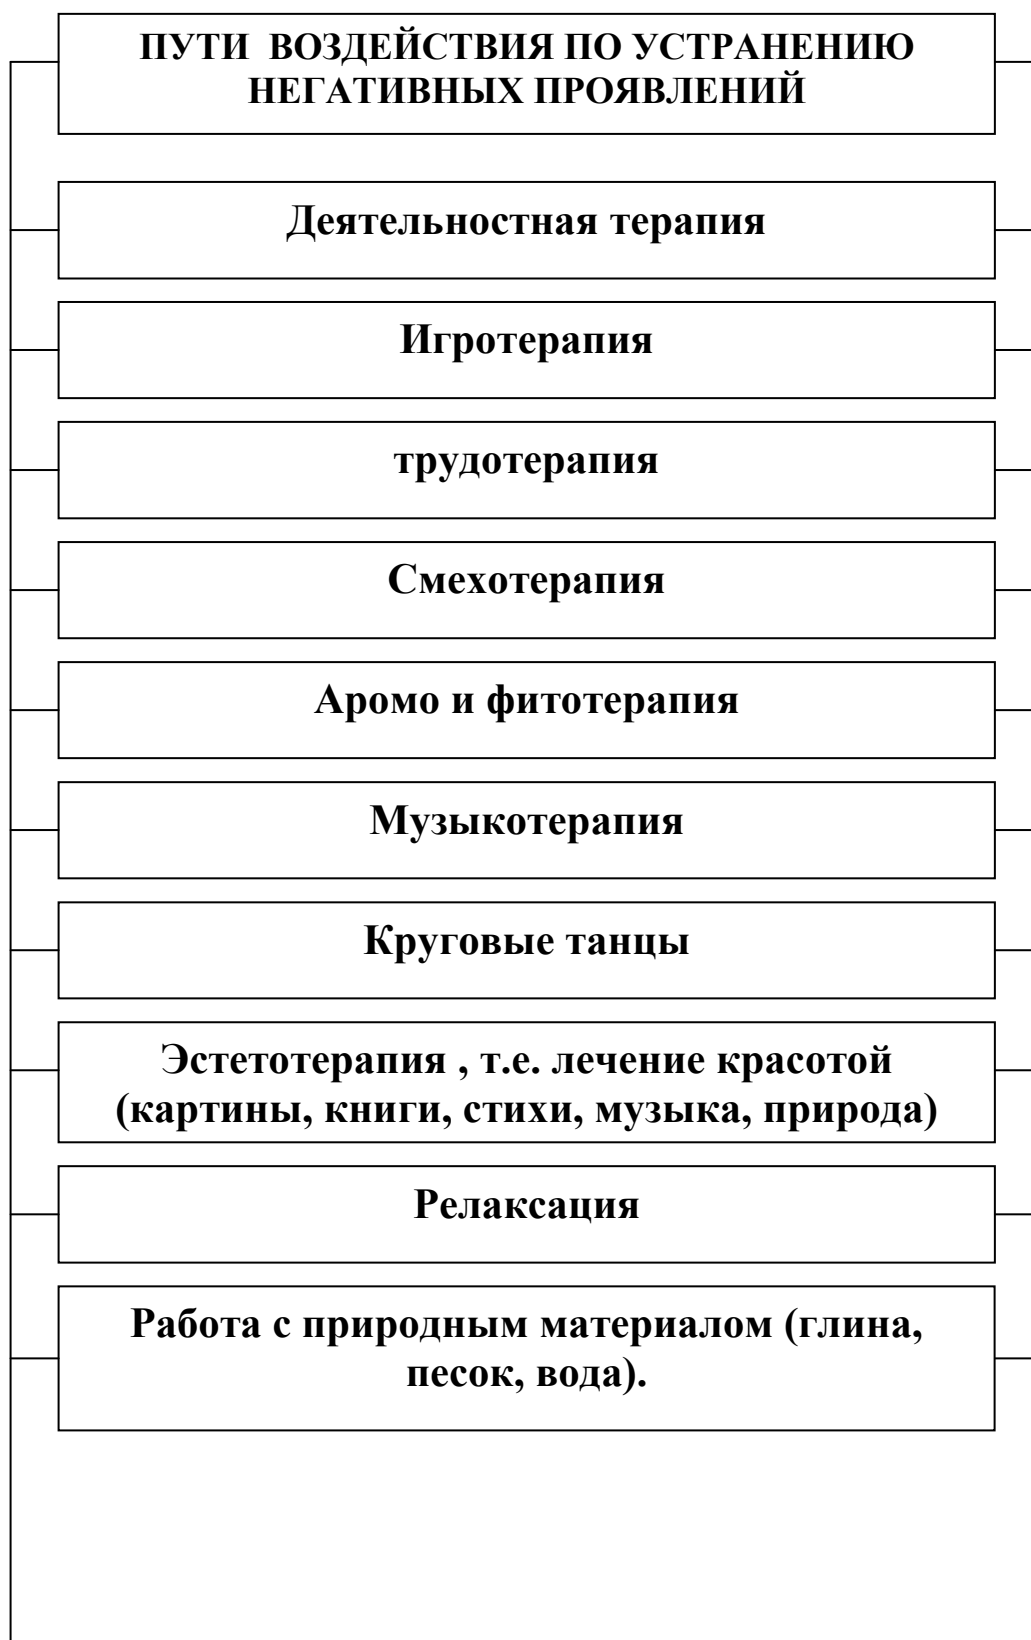 ПУТИ ВОЗДЕЙСТВИЯ ПО УСТРАНЕНИЮ
НЕГАТИВНЫХ ПРОЯВЛЕНИЙ
Деятельностная терапия
Игротерапия
трудотерапия
Смехотерапия
Аромо и фитотерапия
Музыкотерапия
Круговые танцы
Эстетотерапия , т.е. лечение красотой
(картины, книги, стихи, музыка, природа)
Релаксация
Работа с природным материалом (глина,
песок, вода).